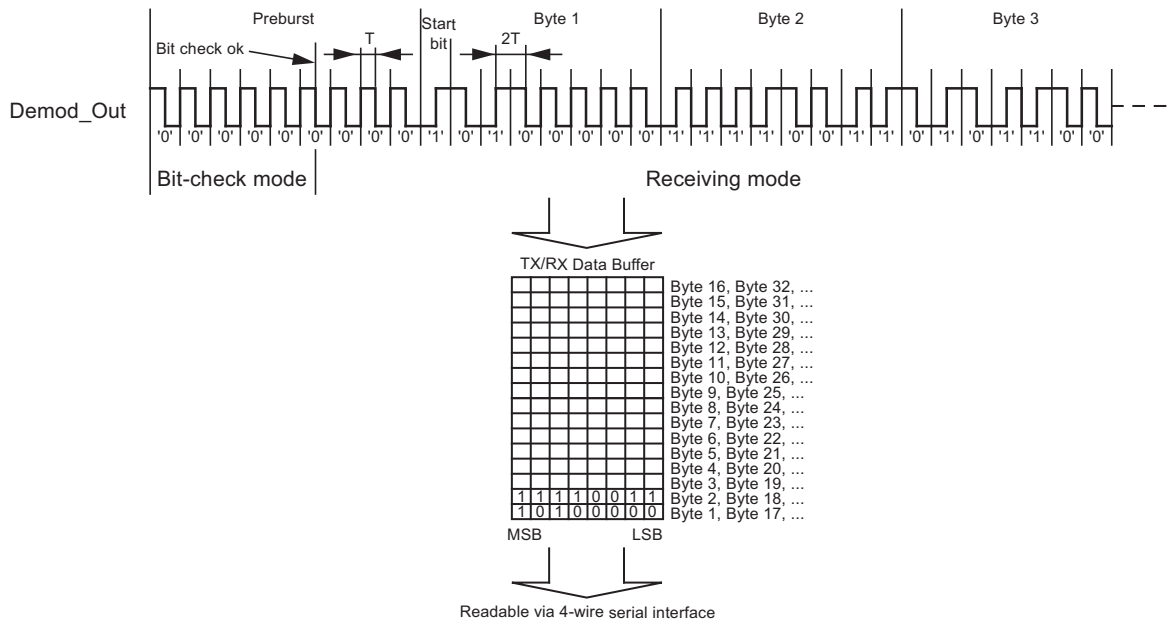 Preburst
Start bit
Byte 1
Byte 2
Byte 3
Bit check ok
T
2T
Demod_Out
'0' '0' '0' '0' '0' '0' '0' '0' '0' '1' '0' '1' '0' '0' '0' '0' '0' '1' '1' '1' '1' '0' '0' '1' '1' '0' '1' '0' '1' '1' '0' '0'
Bit-check mode
Receiving mode
TX/RX Data Buffer
Byte 16, Byte 32, ...
Byte 15, Byte 31, ...
Byte 14, Byte 30, ...
Byte 13, Byte 29, ...
Byte 12, Byte 28, ...
Byte 11, Byte 27, ...
Byte 10, Byte 26, ...
Byte 9, Byte 25, ...
Byte 8, Byte 24, ...
Byte 7, Byte 23, ...
Byte 6, Byte 22, ...
Byte 5, Byte 21, ...
Byte 4, Byte 20, ...
Byte 3, Byte 19, ...
1 1 1 1 0 0 1 1 Byte 2, Byte 18, ...
1 0 1 0 0 0 0 0 Byte 1, Byte 17, ...
MSB LSB
Readable via 4-wire serial interface